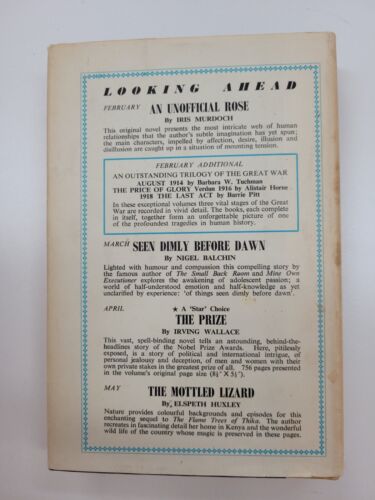 LOOKING AHEAD
FEBRUARY AN UNOFFICIAL ROSE
By IRIS MURDOCH
This original novel presents the most intricate web of human
relationships that the author's subtle imagination has yet spun;
the main characters, impelled by affection, desire, illusion and
disillusion are caught up in a situation of mounting tension.
FEBRUARY ADDITIONAL
AN OUTSTANDING TRILOGY OF THE GREAT WAR
AUGUST 1914 by Barbara W. Tuchman
THE PRICE OF GLORY Verdun 1916 by Alistair Horne
1918 THE LAST ACT by Barrie Pitt
In these exceptional volumes three vital stages of the Great
War are recorded in vivid detail. The books, each complete
in itself, together form an unforgettable picture of one of
the profoundest tragedies in human history.
MARCH SEEN DIMLY BEFORE DAWN
By NIGEL BALCHIN
Lighted with humour and compassion this compelling story by
the famous author of The Small Back Room and Mine Own
Executioner explores the awakening of adolescent passion; a
world of half-understood emotion and half-knowledge as yet
unclarified by experience: 'of things seen dimly before dawn'.
APRIL ★ A 'Star' Choice
THE PRIZE
By IRVING WALLACE
This vast, spell-binding novel tells an astounding, behind-the-
headlines story of the Nobel Prize Awards. Here, pitilessly
exposed, is a story of political and international intrigue, of
personal jealousy and deception, of men and women with their
own private stakes in the greatest prize of all. 756 pages presented
in the volume's original page size (8½" X 5½").
MAY THE MOTTLED LIZARD
By ELSPETH HUXLEY
Nature provides colourful backgrounds and episodes for this
enchanting sequel to The Flame Trees of Thika. The author
recreates in fascinating detail her home in Kenya and the wonderful
wild life of the country whose magic is preserved in these pages.